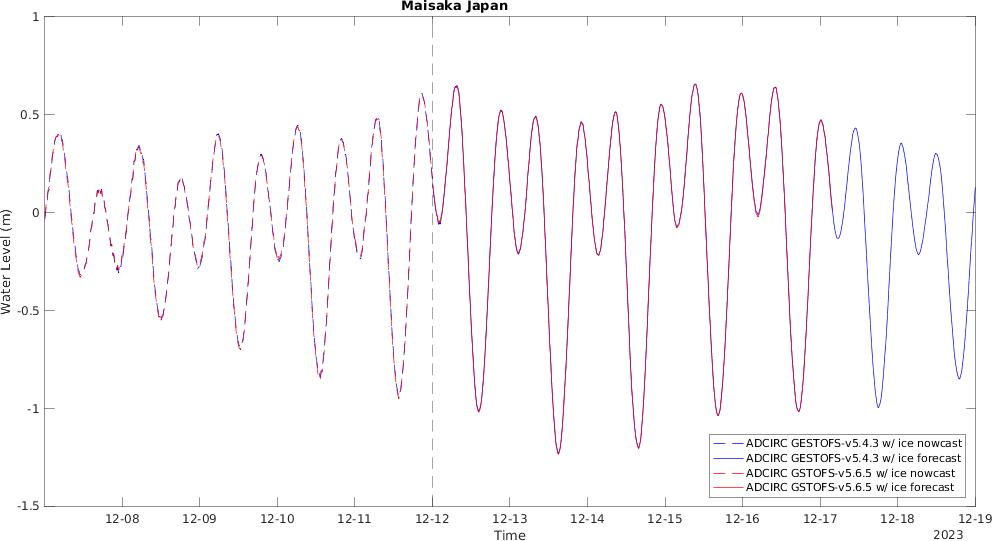 Maisaka Japan
1
0.5
0
-0.5
-1
-1.5
Water Level (m)
ADCIRC GESTOFS-v5.4.3 w/ ice nowcast
ADCIRC GESTOFS-v5.4.3 w/ ice forecast
ADCIRC GSTOFS-v5.6.5 w/ ice nowcast
ADCIRC GSTOFS-v5.6.5 w/ ice forecast
12-08 12-09 12-10 12-11 12-12 12-13 12-14 12-15 12-16 12-17 12-18 12-19
Time
2023